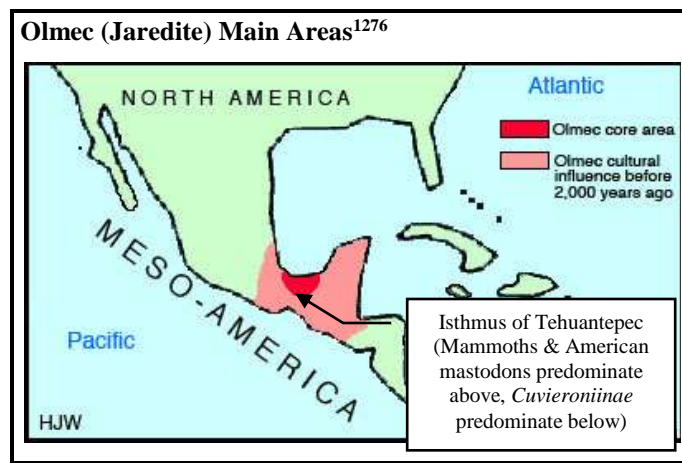 Olmec (Jaredite) Main Areas1276
NORTH AMERICA
Atlantic
Olmec core area
Olmec cultural
influence before
2,000 years ago
MESO-AMERICA
Pacific
Isthmus of Tehuantepec
(Mammoths & American
mastodons predominate
above, Cuvieroniinae
predominate below)
HJW